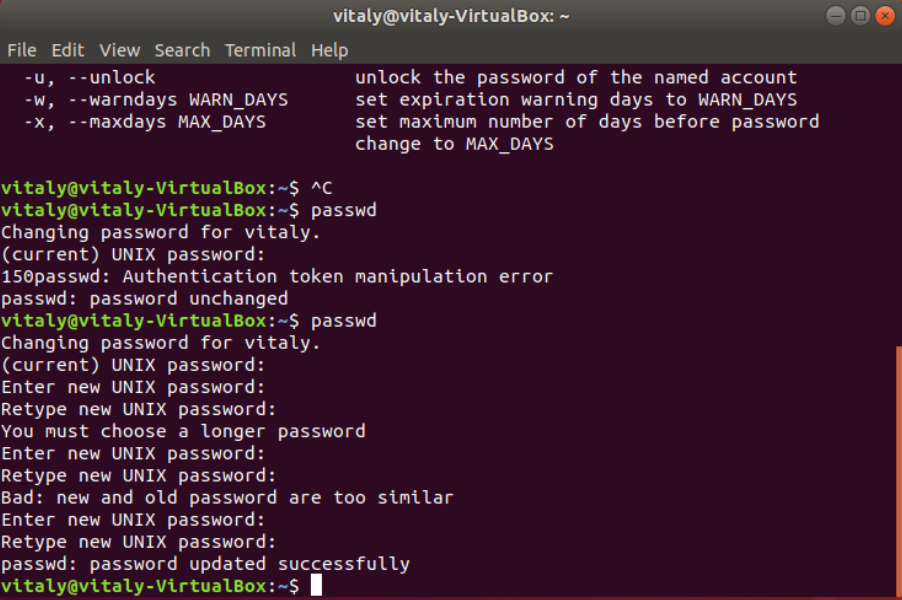 vitaly@vitaly-VirtualBox: ~
File Edit View Search Terminal Help
-u, --unlock unlock the password of the named account
-w, --warndays WARN_DAYS set expiration warning days to WARN_DAYS
-x, --maxdays MAX_DAYS set maximum number of days before password
change to MAX_DAYS
vitaly@vitaly-VirtualBox:~$ ^C
vitaly@vitaly-VirtualBox:~$ passwd
Changing password for vitaly.
(current) UNIX password:
150passwd: Authentication token manipulation error
passwd: password unchanged
vitaly@vitaly-VirtualBox:~$ passwd
Changing password for vitaly.
(current) UNIX password:
Enter new UNIX password:
Retype new UNIX password:
You must choose a longer password
Enter new UNIX password:
Retype new UNIX password:
Bad: new and old password are too similar
Enter new UNIX password:
Retype new UNIX password:
passwd: password updated successfully
vitaly@vitaly-VirtualBox:~$